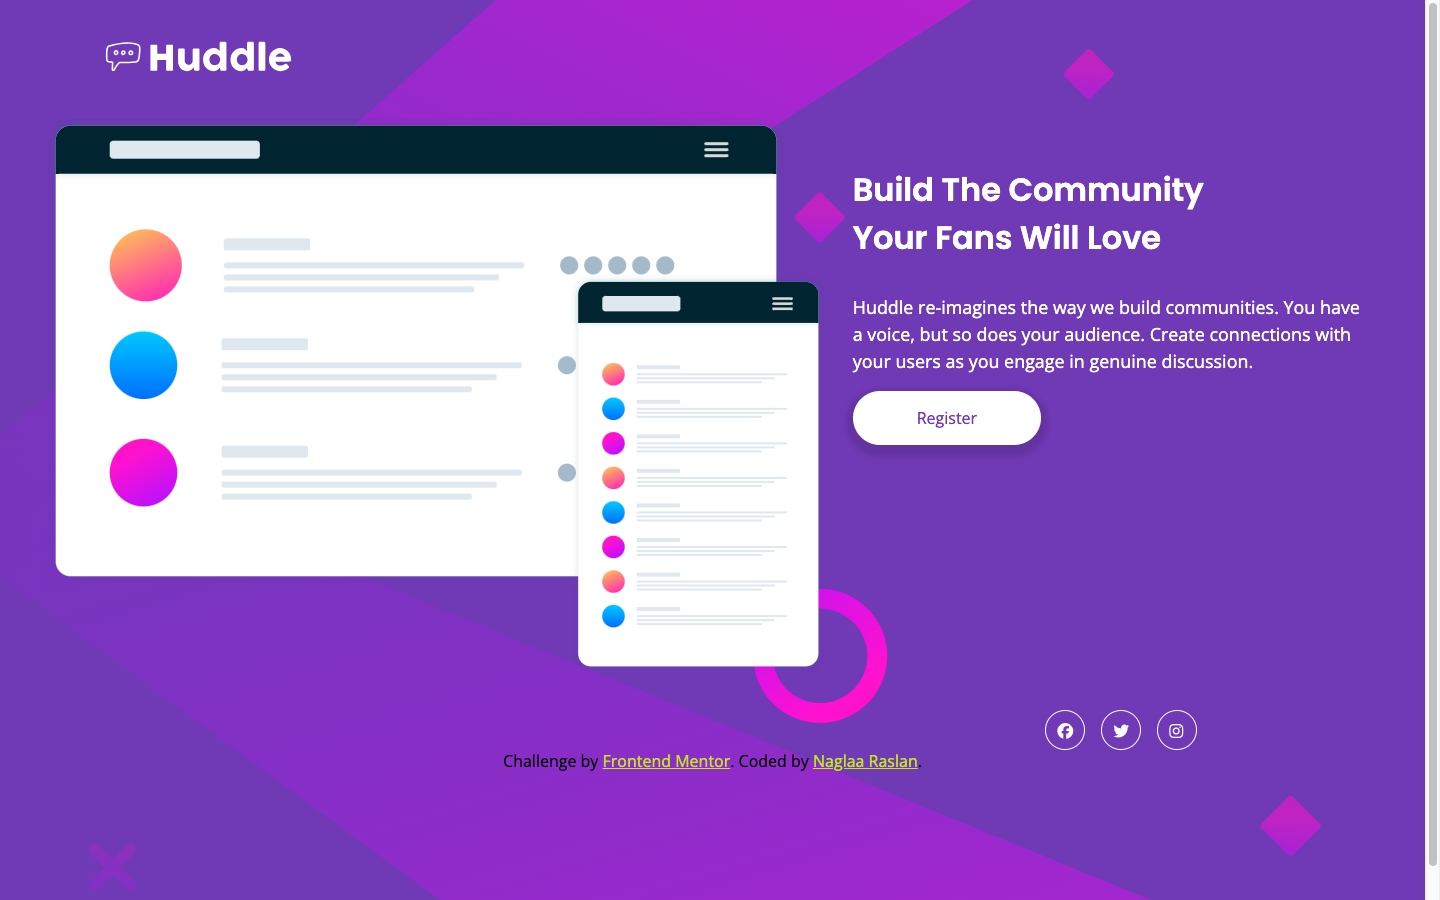 Huddle
Build The Community
Your Fans Will Love
Huddle re-imagines the way we build communities. You have
a voice, but so does your audience. Create connections with
your users as you engage in genuine discussion.
Register
Challenge by Frontend Mentor. Coded by Naglaa Raslan.